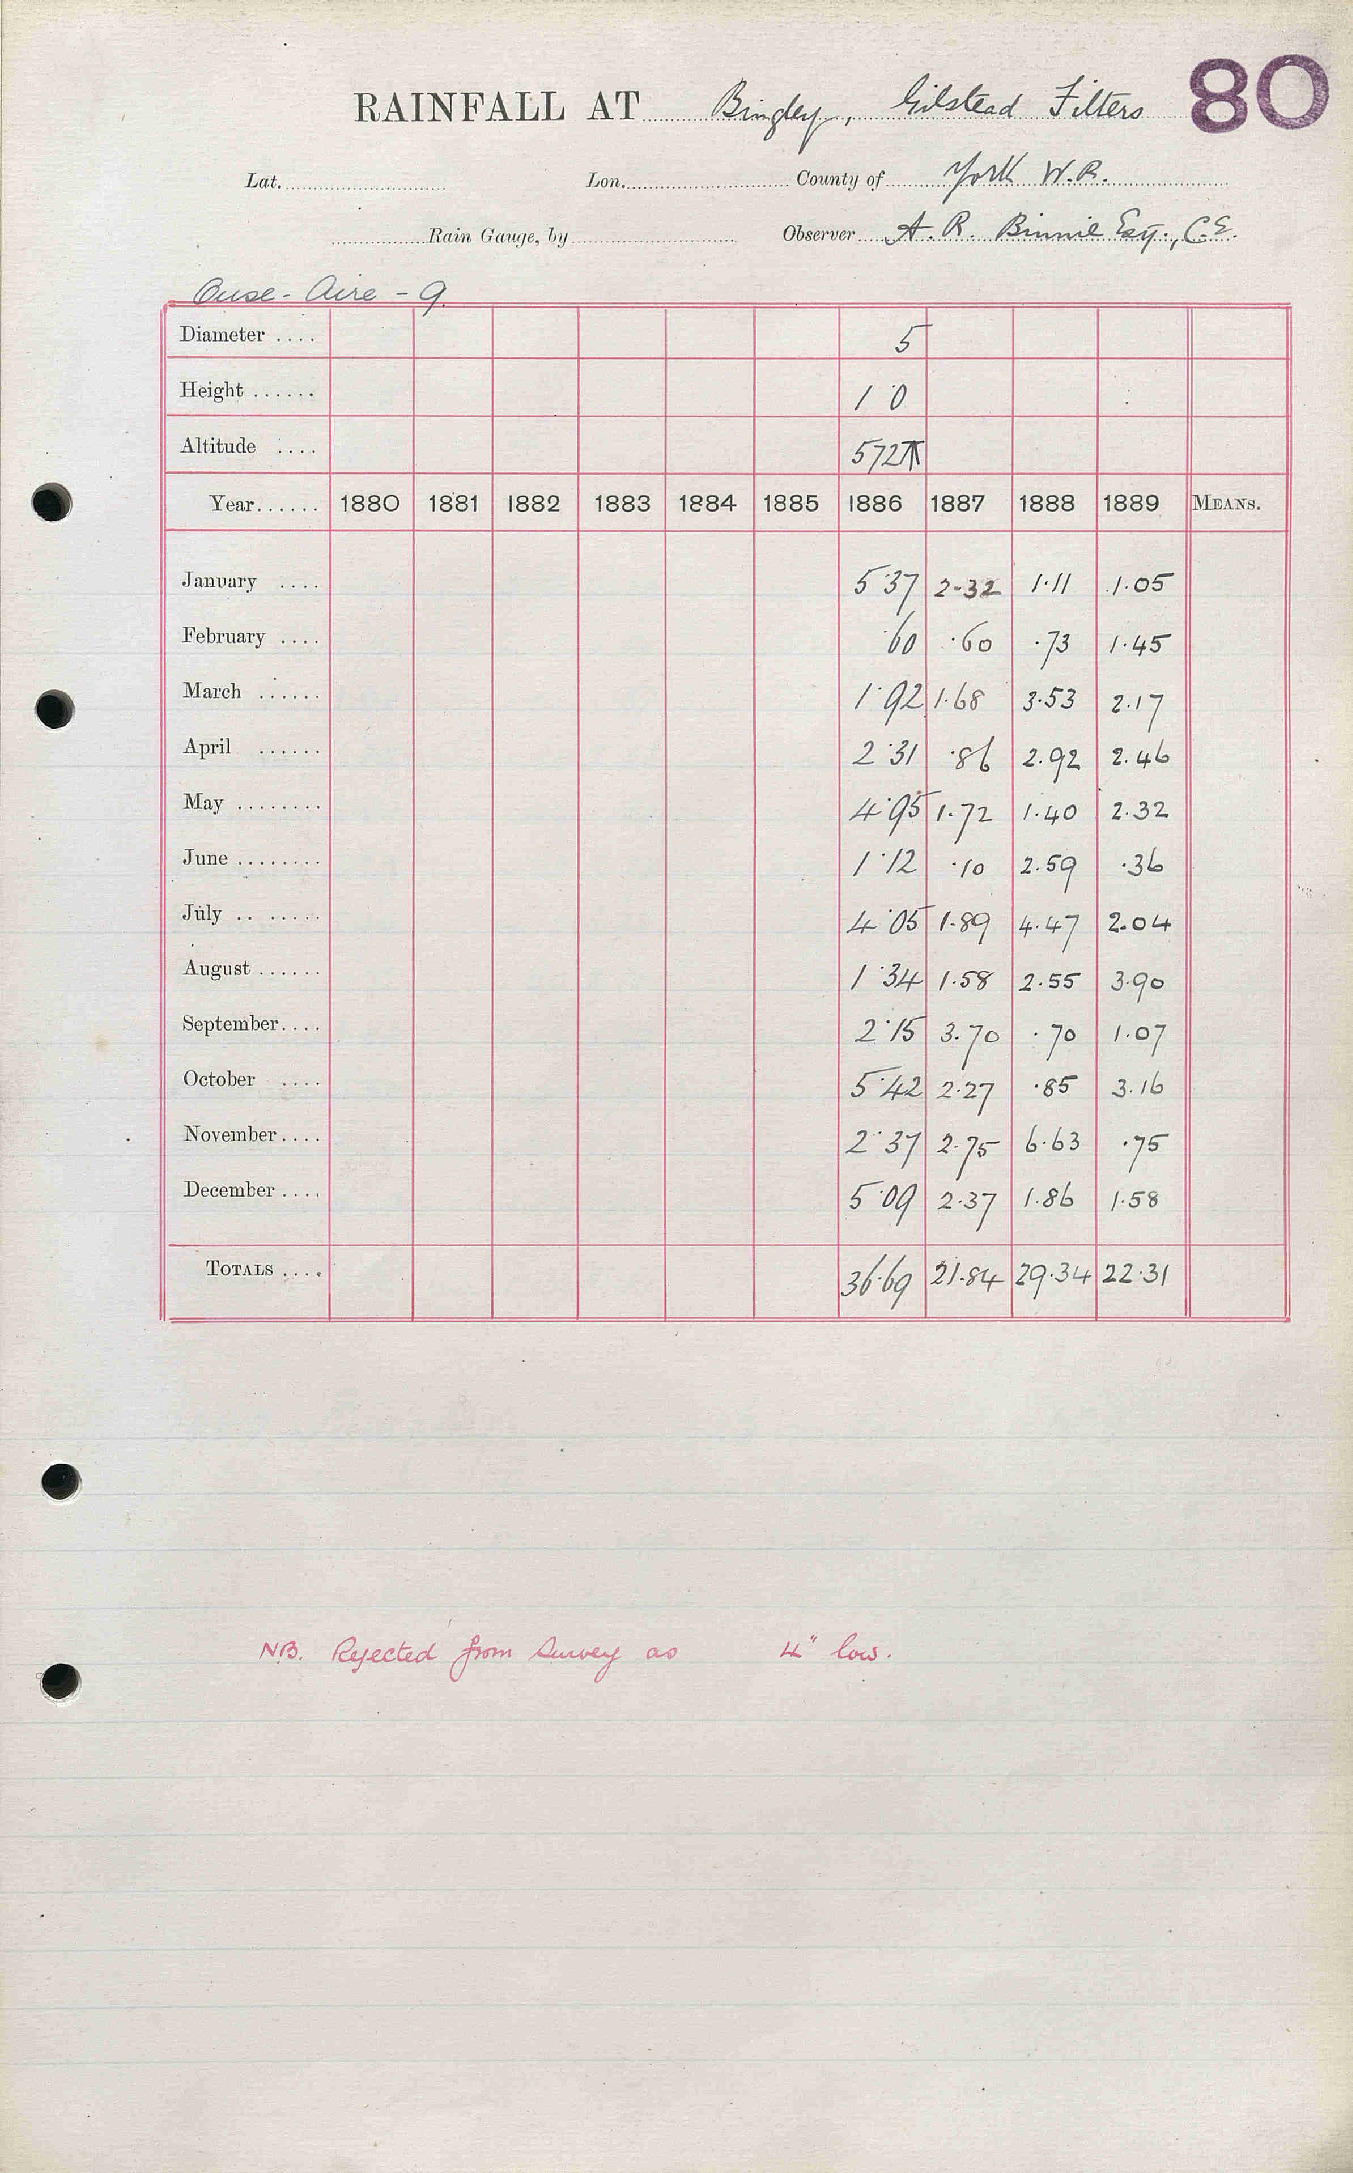 80
RAINFALL AT Bingley, Gilstead Filters
Lat. Lon. County of York W.R.
Rain Gauge, by Observer A. R. Binnie Esq., C.E.
Ouse - Aire - 9.
Diameter .... 5
Height ...... 1 0
Altitude .... 572
Year...... 1880 1881 1882 1883 1884 1885 1886 1887 1888 1889 MEANS.
January .... 5·37 2·32 1·11 1·05
February .... ·60 ·60 ·73 1·45
March ...... 1·92 1·68 3·53 2·17
April ...... 2·31 ·86 2·92 2·46
May ........ 4·95 1·72 1·40 2·32
June ........ 1·12 ·10 2·59 ·36
July .. ..... 4·05 1·89 4·47 2·04
August ...... 1·34 1·58 2·55 3·90
September.... 2·15 3·70 ·70 1·07
October .... 5·42 2·27 ·85 3·16
November.... 2·37 2·75 6·63 ·75
December .... 5·09 2·37 1·86 1·58
TOTALS .... 36·69 21·84 29·34 22·31
NB. Rejected from Survey as 4" low.